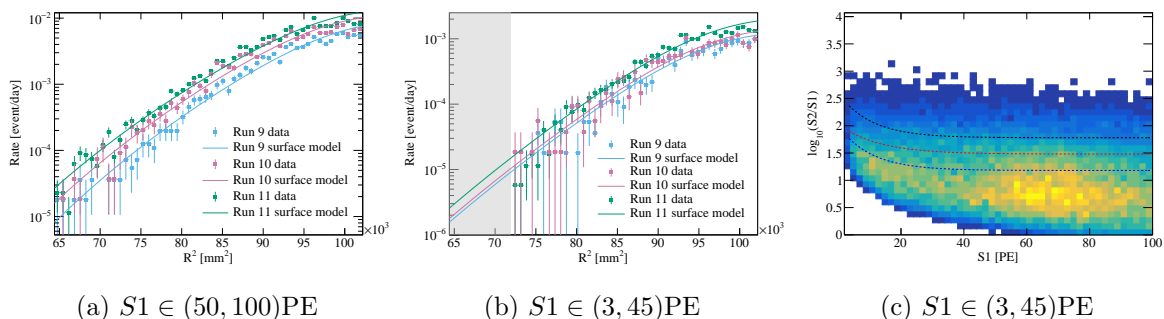 Rate [event/day]
10⁻²
10⁻³
10⁻⁴
10⁻⁵
Run 9 data
Run 9 surface model
Run 10 data
Run 10 surface model
Run 11 data
Run 11 surface model
65 70 75 80 85 90 95 100
×10³
R² [mm²]
Rate [event/day]
10⁻³
10⁻⁴
10⁻⁵
10⁻⁶
Run 9 data
Run 9 surface model
Run 10 data
Run 10 surface model
Run 11 data
Run 11 surface model
65 70 75 80 85 90 95 100
×10³
R² [mm²]
log₁₀(S2/S1)
4
3.5
3
2.5
2
1.5
1
0.5
0
20 40 60 80 100
S1 [PE]
(a) S1 ∈ (50, 100)PE
(b) S1 ∈ (3, 45)PE
(c) S1 ∈ (3, 45)PE